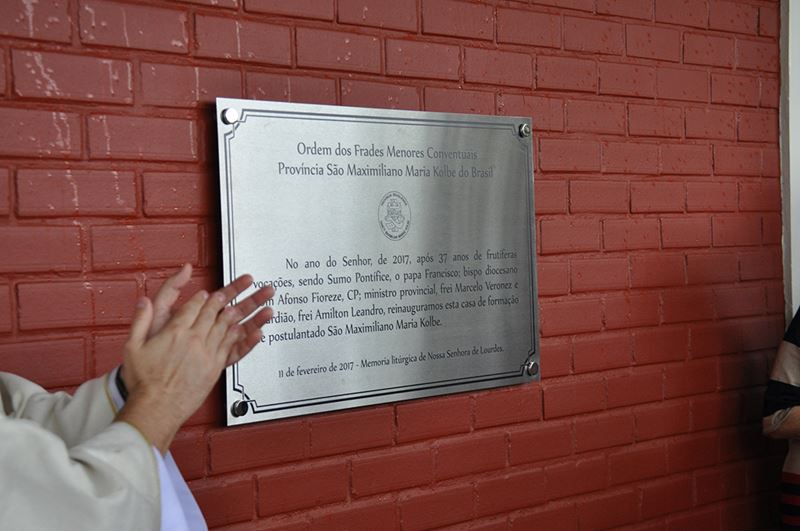 Ordem dos Frades Menores Conventuais
Província São Maximiliano Maria Kolbe do Brasil
No ano do Senhor, de 2017, após 37 anos de frutíferas
vocações, sendo Sumo Pontífice, o papa Francisco; bispo diocesano
Afonso Fioreze, CP; ministro provincial, frei Marcelo Veronez e
frei Amilton Leandro, reinauguramos esta casa de formação
e postulantado São Maximiliano Maria Kolbe.
11 de fevereiro de 2017 - Memória litúrgica de Nossa Senhora de Lourdes.